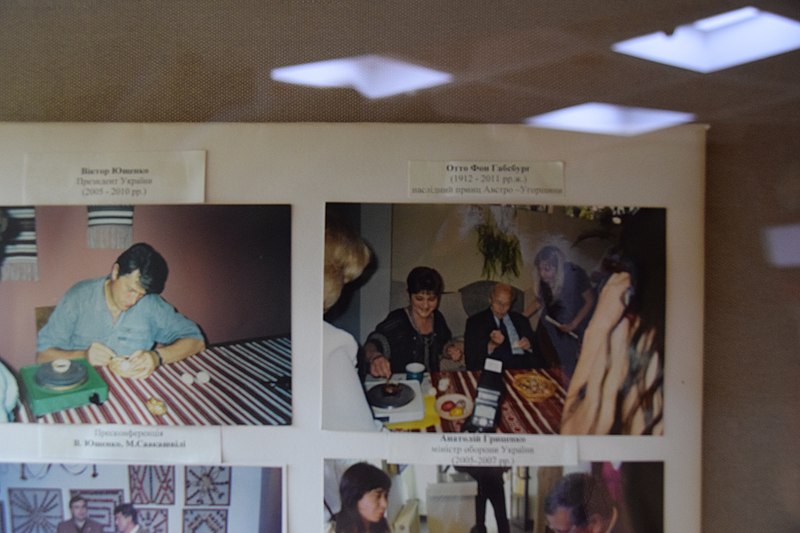 Віктор Ющенко
Президент України
(2005 - 2010 рр.)
Отто Фон Габсбург
(1912 - 2011 рр.ж.)
наслідний принц Австро –Угорщини
Пресконференція
В. Ющенко, М.Саакашвілі
Анатолій Гриценко
міністр оборони України
(2005-2007 рр.)